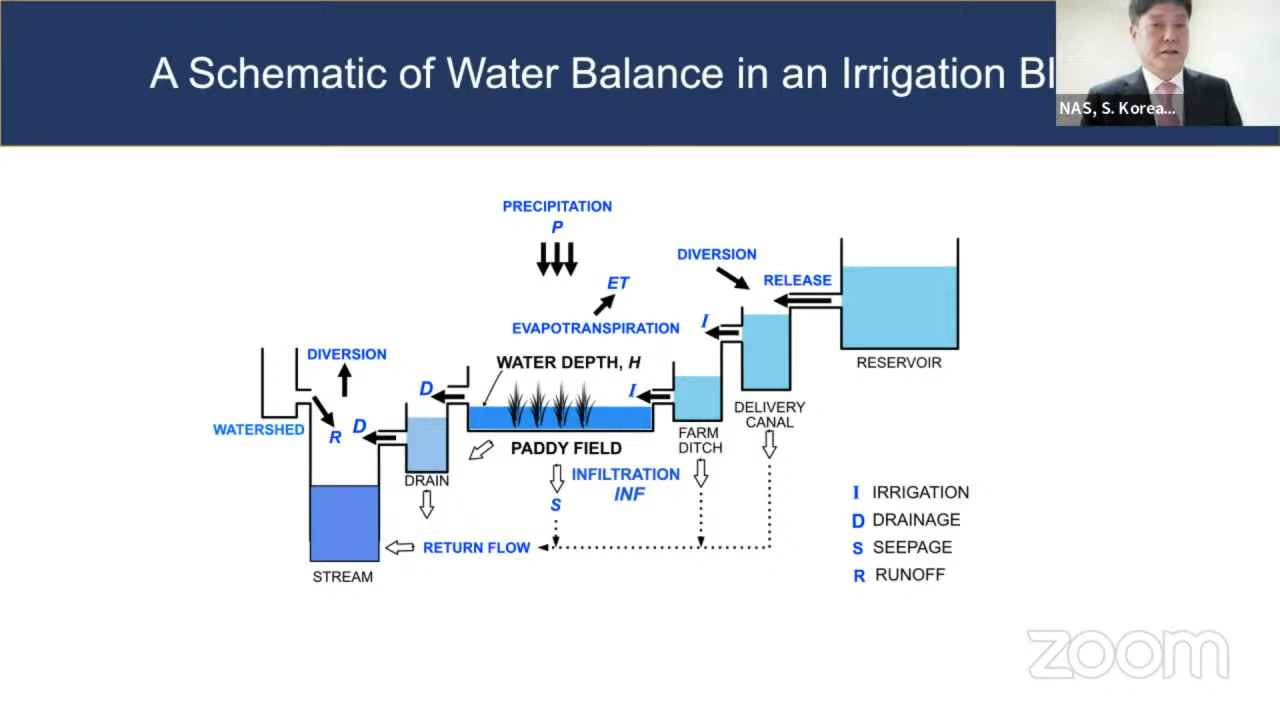 A Schematic of Water Balance in an Irrigation Bl
NAS, S. Korea...
PRECIPITATION
P
DIVERSION
ET
RELEASE
EVAPOTRANSPIRATION
I
DIVERSION
WATER DEPTH, H
RESERVOIR
D
I
DELIVERY
CANAL
WATERSHED
R
D
FARM
DITCH
PADDY FIELD
DRAIN
INFILTRATION
INF
S
RETURN FLOW
STREAM
I IRRIGATION
D DRAINAGE
S SEEPAGE
R RUNOFF
zoom